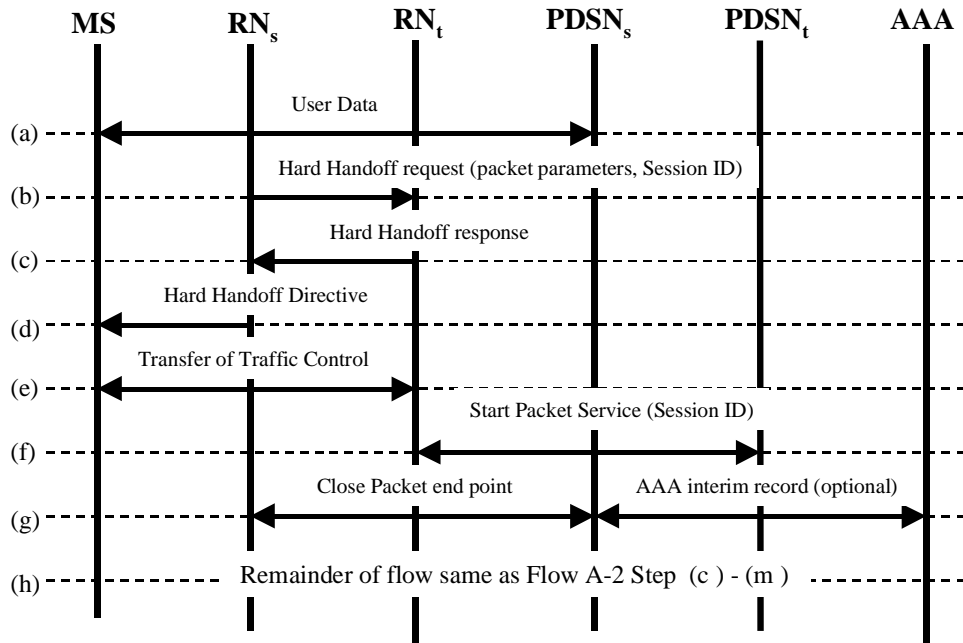 MS RNs RNt PDSNs PDSNt AAA
User Data
(a)
Hard Handoff request (packet parameters, Session ID)
(b)
Hard Handoff response
(c)
Hard Handoff Directive
(d)
Transfer of Traffic Control
(e)
Start Packet Service (Session ID)
(f)
Close Packet end point AAA interim record (optional)
(g)
(h) Remainder of flow same as Flow A-2 Step (c ) - (m )